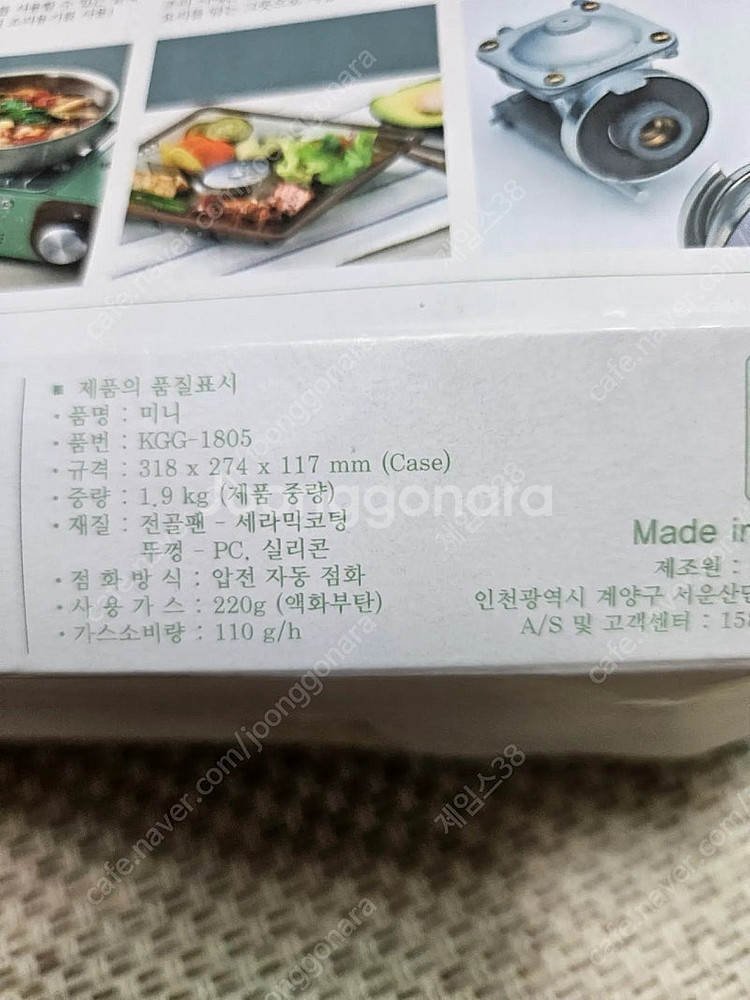 ■ 제품의 품질표시
· 품명 : 미니
· 품번 : KGG-1805
· 규격 : 318 x 274 x 117 mm (Case)
· 중량 : 1.9 kg (제품 중량)
· 재질 : 전골팬 - 세라믹코팅
뚜껑 - PC, 실리콘
· 점 화 방 식 : 압전 자동 점화
· 사 용 가 스 : 220g (액화부탄)
· 가스소비량 : 110 g/h
Made in
제조원 :
인천광역시 계양구 서운산단
A/S 및 고객센터 : 158
joonggonara
cafe.naver.com/joonggonara
제임스38